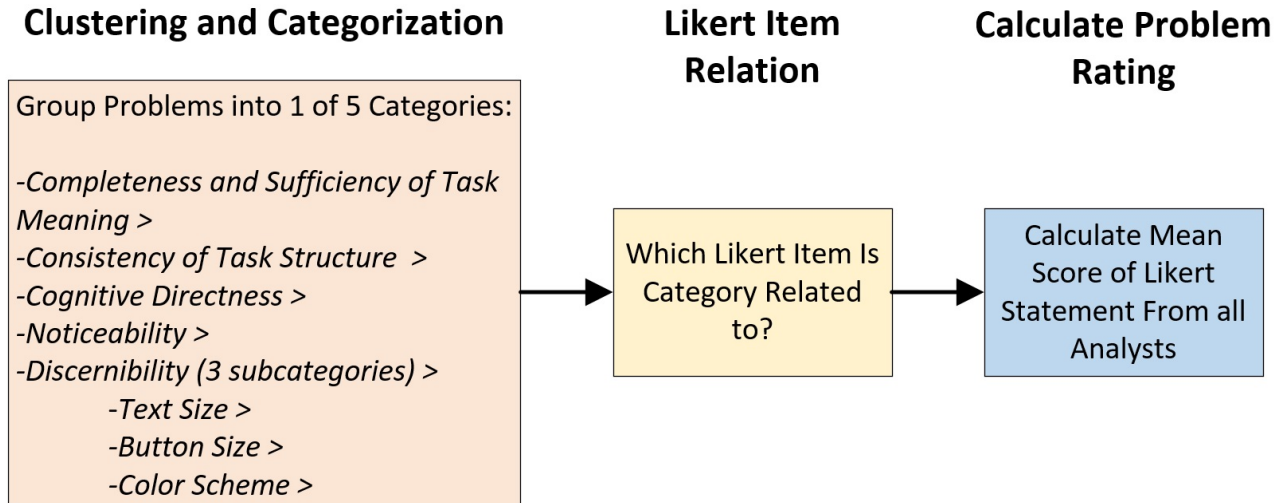 Clustering and Categorization
Group Problems into 1 of 5 Categories:
-Completeness and Sufficiency of Task
Meaning >
-Consistency of Task Structure  >
-Cognitive Directness >
-Noticeability >
-Discernibility (3 subcategories) >
-Text Size >
-Button Size >
-Color Scheme >
Likert Item
Relation
Which Likert Item Is
Category Related
to?
Calculate Problem
Rating
Calculate Mean
Score of Likert
Statement From all
Analysts